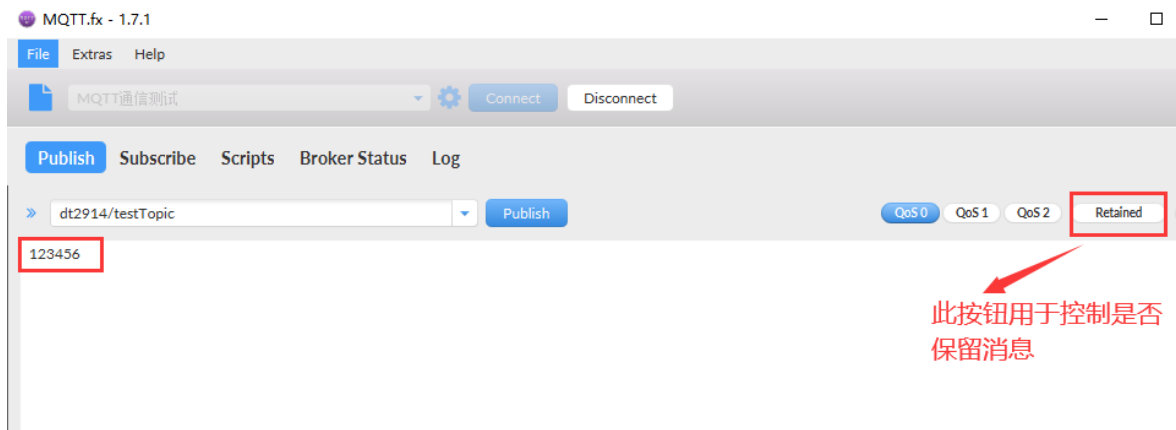 MQTT.fx - 1.7.1
File Extras Help
MQTT通信测试 Connect Disconnect
Publish Subscribe Scripts Broker Status Log
dt2914/testTopic Publish QoS 0 QoS 1 QoS 2 Retained
123456
此按钮用于控制是否
保留消息